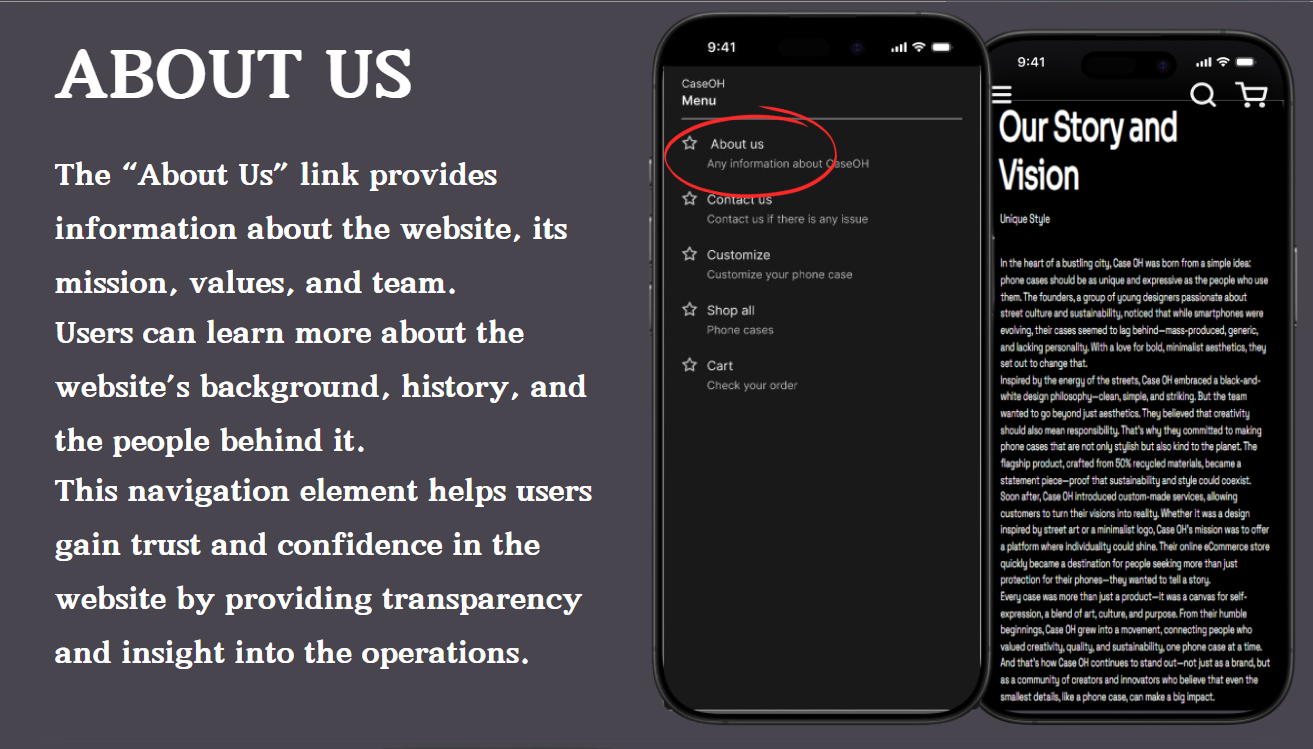 ABOUT US
The “About Us” link provides
information about the website, its
mission, values, and team.
Users can learn more about the
website’s background, history, and
the people behind it.
This navigation element helps users
gain trust and confidence in the
website by providing transparency
and insight into the operations.
9:41
CaseOH
Menu
About us
Any information about CaseOH
Contact us
Contact us if there is any issue
Customize
Customize your phone case
Shop all
Phone cases
Cart
Check your order
9:41
Our Story and
Vision
Unique Style
In the heart of a bustling city, Case OH was born from a simple idea:
phone cases should be as unique and expressive as the people who use
them. The founders, a group of young designers passionate about
street culture and sustainability, noticed that while smartphones were
evolving, their cases seemed to lag behind—mass-produced, generic,
and lacking personality. With a love for bold, minimalist aesthetics, they
set out to change that.
Inspired by the energy of the streets, Case OH embraced a black-and-
white design philosophy—clean, simple, and striking. But the team
wanted to go beyond just aesthetics. They believed that creativity
should also mean responsibility. That's why they committed to making
phone cases that are not only stylish but also kind to the planet. The
flagship product, crafted from 50% recycled materials, became a
statement piece—proof that sustainability and style could coexist.
Soon after, Case OH introduced custom-made services, allowing
customers to turn their visions into reality. Whether it was a design
inspired by street art or a minimalist logo, Case OH's mission was to offer
a platform where individuality could shine. Their online eCommerce store
quickly became a destination for people seeking more than just
protection for their phones—they wanted to tell a story.
Every case was more than just a product—it was a canvas for self-
expression, a blend of art, culture, and purpose. From their humble
beginnings, Case OH grew into a movement, connecting people who
valued creativity, quality, and sustainability, one phone case at a time.
And that's how Case OH continues to stand out—not just as a brand, but
as a community of creators and innovators who believe that even the
smallest details, like a phone case, can make a big impact.